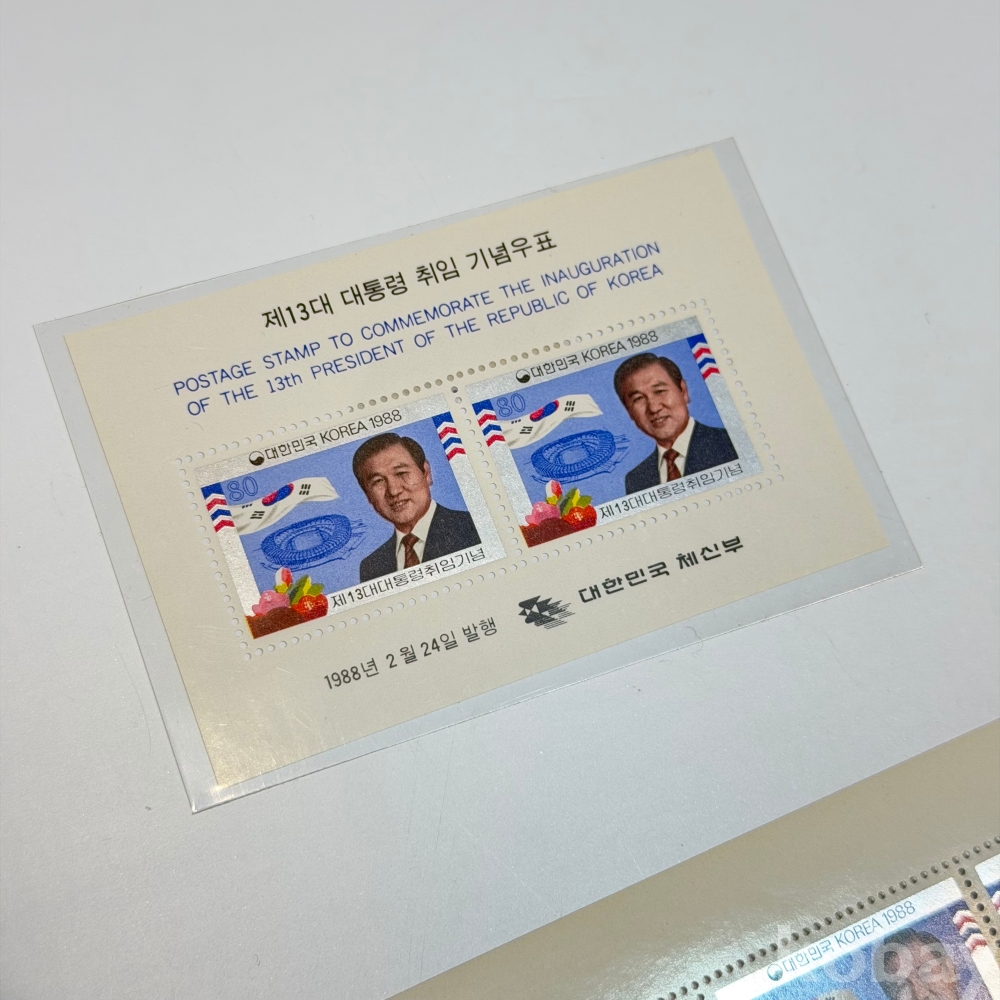 제13대 대통령 취임 기념우표
POSTAGE STAMP TO COMMEMORATE THE INAUGURATION
OF THE 13th PRESIDENT OF THE REPUBLIC OF KOREA
대한민국 KOREA 1988
80
제13대대통령취임기념
대한민국 KOREA 1988
80
제13대대통령취임기념
1988년 2월 24일 발행
대한민국 체신부
대한민국 KOREA 1988